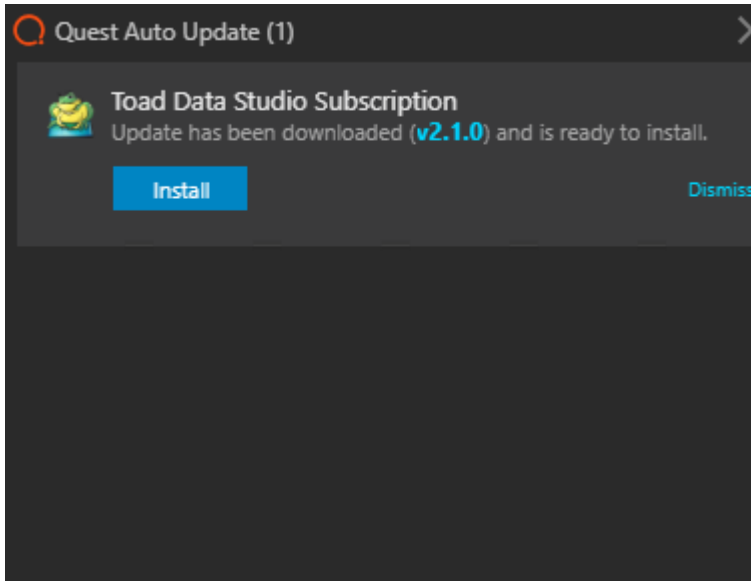 Quest Auto Update (1)
Toad Data Studio Subscription
Update has been downloaded (v2.1.0) and is ready to install.
Install
Dismiss